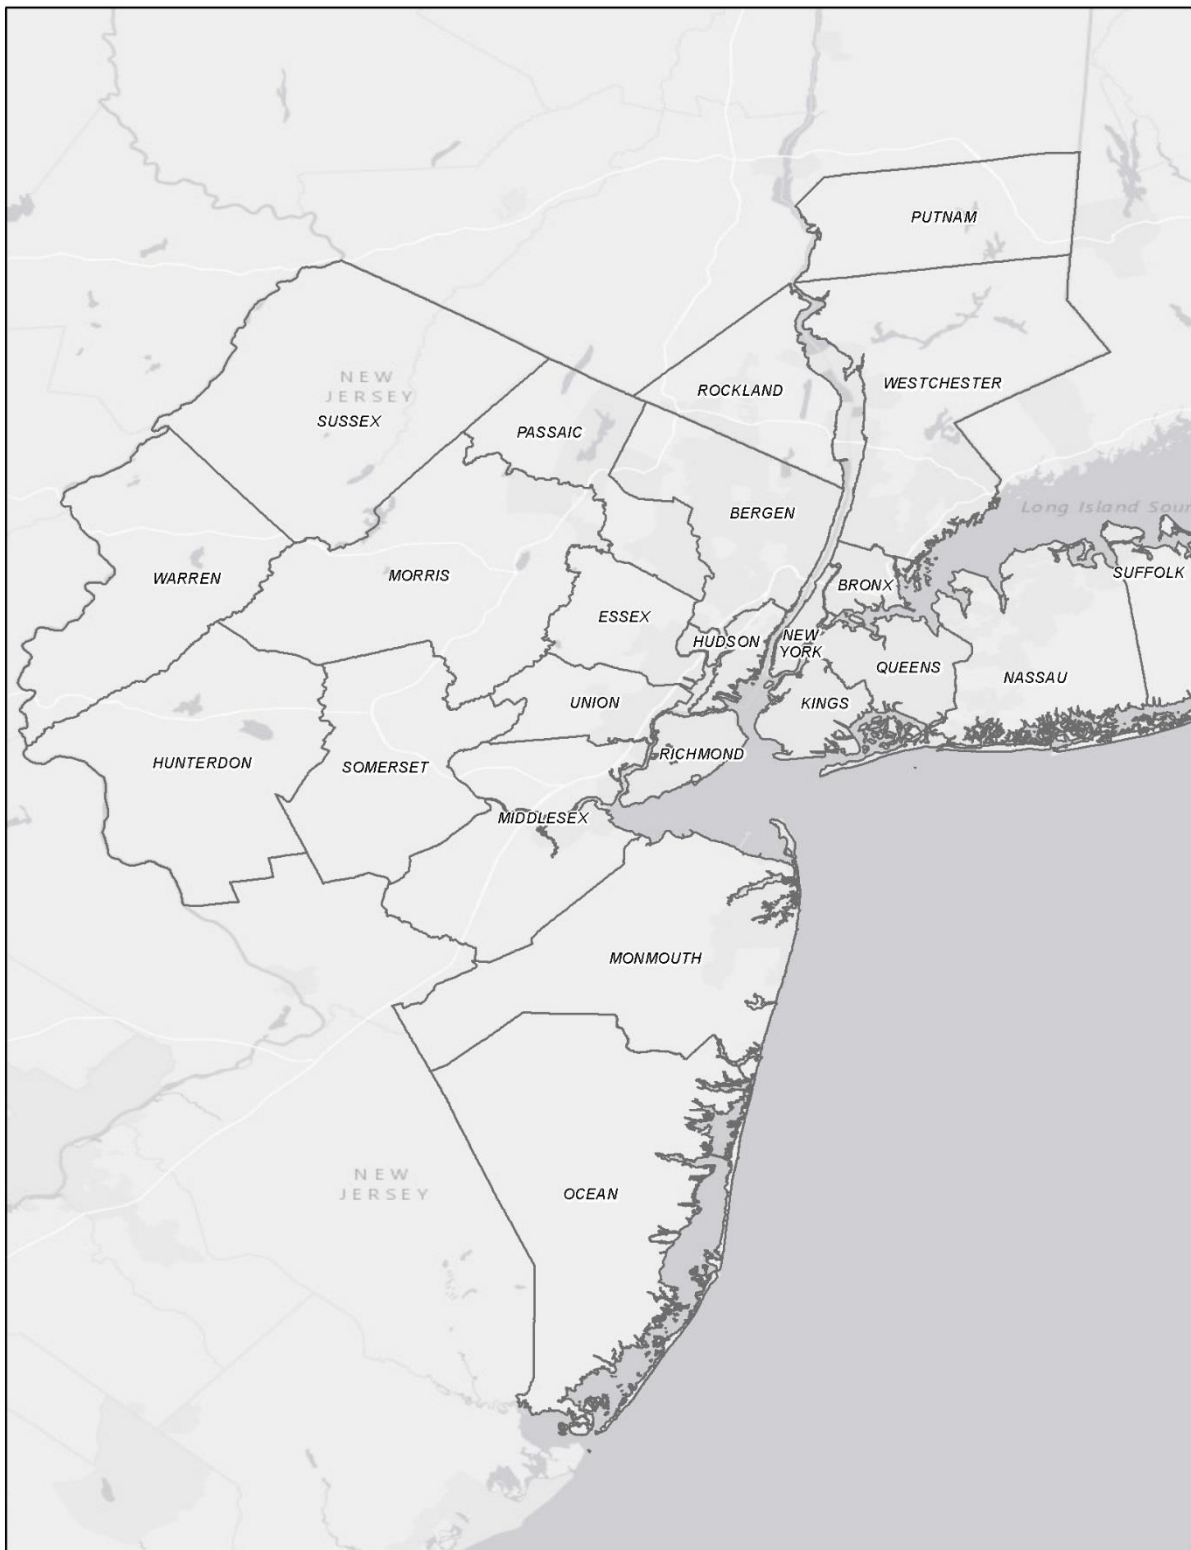 PUTNAM
NEW
JERSEY
SUSSEX
ROCKLAND
WESTCHESTER
PASSAIC
BERGEN
Long Island Soun
WARREN
MORRIS
BRONX
SUFFOLK
ESSEX
HUDSON
NEW
YORK
QUEENS
NASSAU
UNION
KINGS
HUNTERDON
SOMERSET
RICHMOND
MIDDLESEX
MONMOUTH
NEW
JERSEY
OCEAN